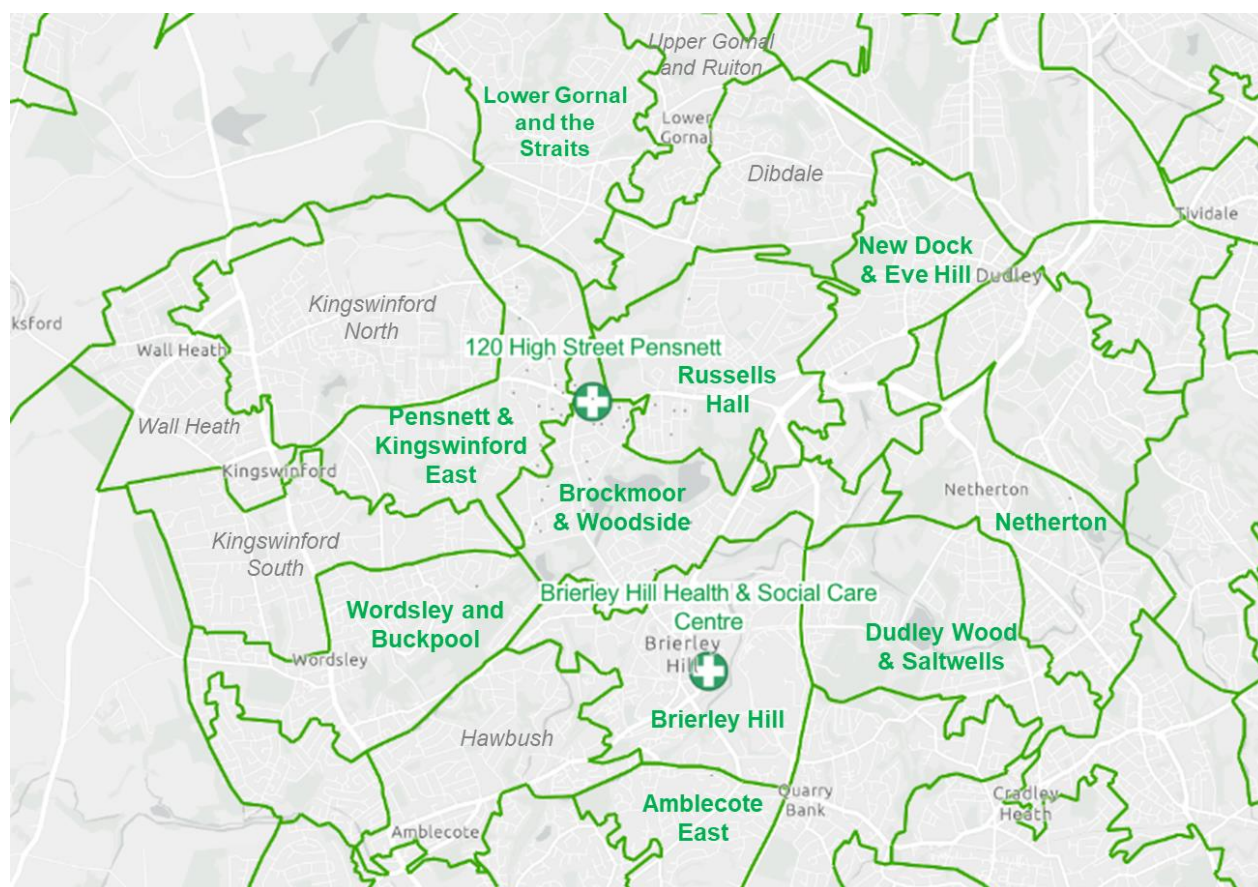 Upper Gornal
and Ruiton
Lower Gornal
and the
Straits
Lower
Gornal
Dibdale
Tividale
New Dock
& Eve Hill
Dudley
Kingswinford
North
ksford
Wall Heath
120 High Street Pensnett
Russells
Hall
Pensnett &
Kingswinford
East
Wall Heath
Kingswinford
Brockmoor
& Woodside
Netherton
Netherton
Kingswinford
South
Brierley Hill Health & Social Care
Centre
Wordsley and
Buckpool
Dudley Wood
& Saltwells
Brierley
Hill
Wordsley
Brierley Hill
Hawbush
Quarry
Bank
Cradley
Heath
Amblecote
East
Amblecote